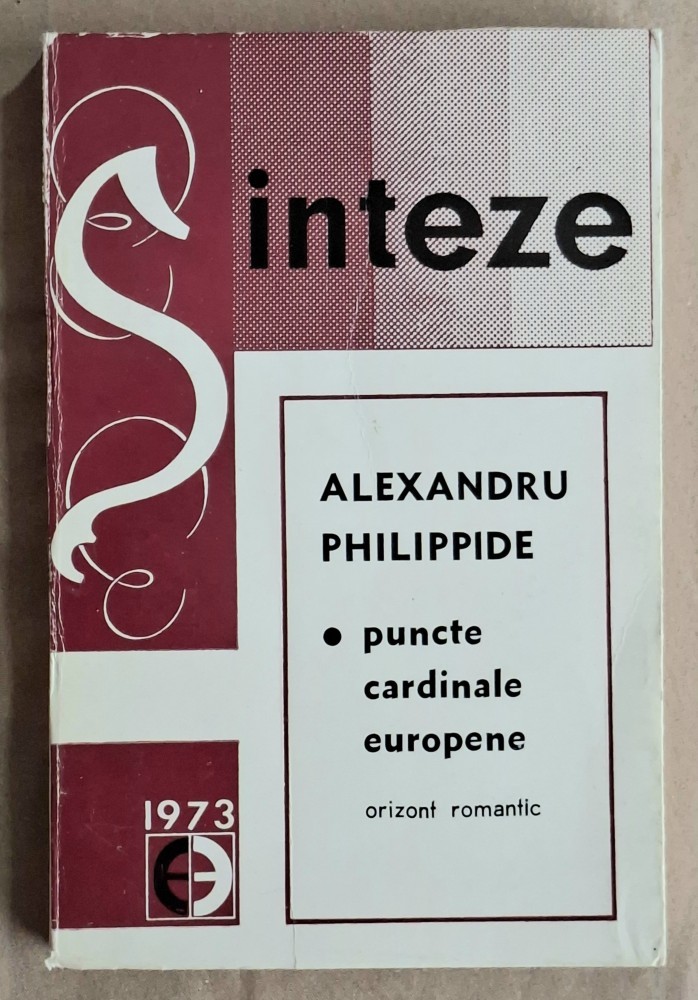 Sinteze
ALEXANDRU
PHILIPPIDE
● puncte
cardinale
europene
orizont romantic
1973